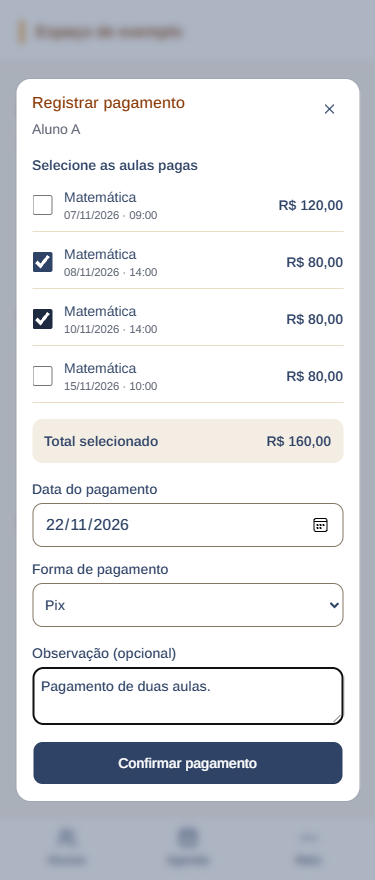 Espaço de exemplo
Registrar pagamento
Aluno A
Selecione as aulas pagas
Matemática
07/11/2026 · 09:00
R$ 120,00
Matemática
08/11/2026 · 14:00
R$ 80,00
Matemática
10/11/2026 · 14:00
R$ 80,00
Matemática
15/11/2026 · 10:00
R$ 80,00
Total selecionado
R$ 160,00
Data do pagamento
22/11/2026
Forma de pagamento
Pix
Observação (opcional)
Pagamento de duas aulas.
Confirmar pagamento